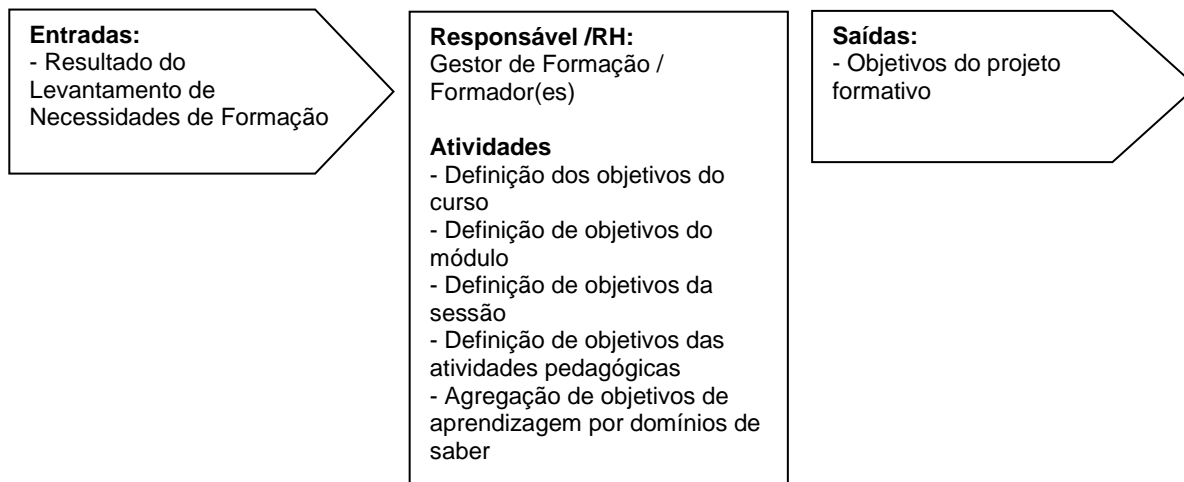 Entradas:
- Resultado do
Levantamento de
Necessidades de Formação
Responsável /RH:
Gestor de Formação /
Formador(es)
Atividades
- Definição dos objetivos do
curso
- Definição de objetivos do
módulo
- Definição de objetivos da
sessão
- Definição de objetivos das
atividades pedagógicas
- Agregação de objetivos de
aprendizagem por domínios de
saber
Saídas:
- Objetivos do projeto
formativo